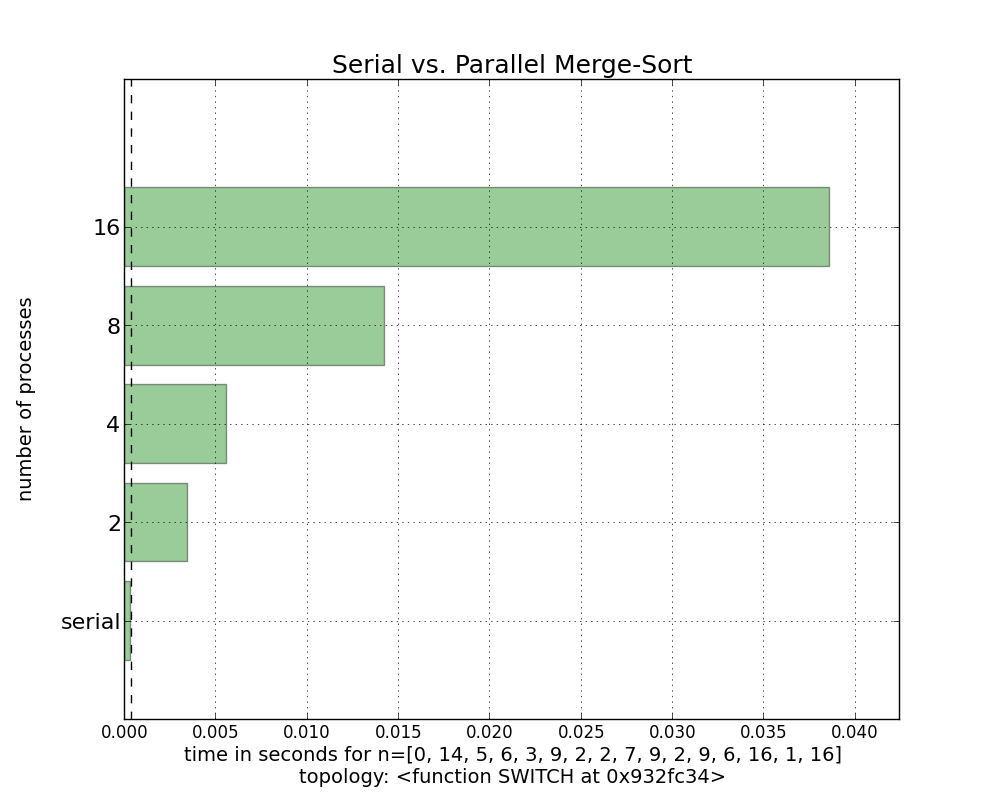 Serial vs. Parallel Merge-Sort
number of processes
16
8
4
2
serial
0.000 0.005 0.010 0.015 0.020 0.025 0.030 0.035 0.040
time in seconds for n=[0, 14, 5, 6, 3, 9, 2, 2, 7, 9, 2, 9, 6, 16, 1, 16]
topology: <function SWITCH at 0x932fc34>